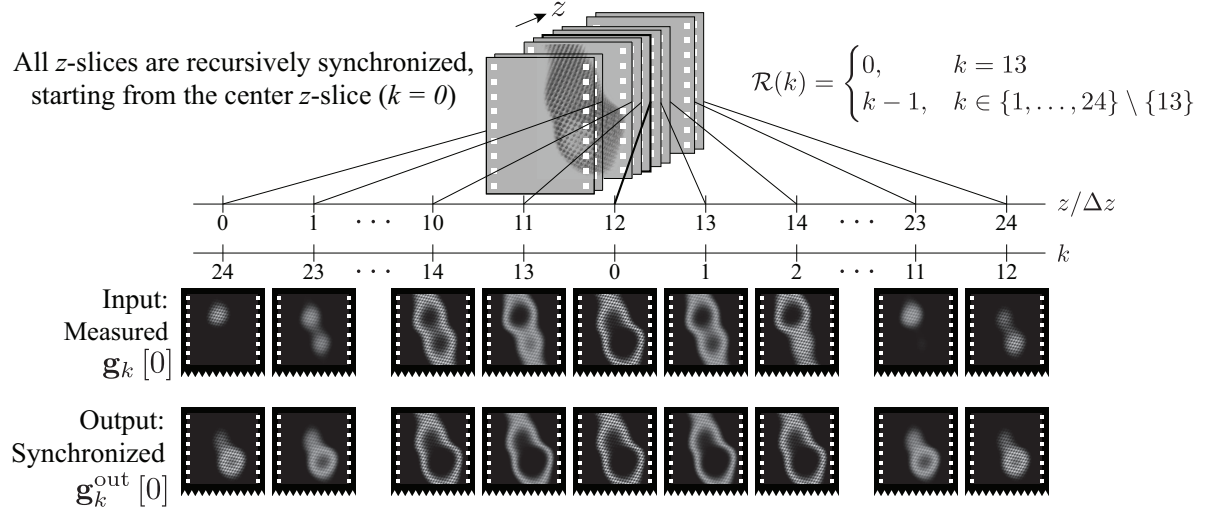 z
All z-slices are recursively synchronized,
starting from the center z-slice (k = 0)
R(k) = { 0, k = 13
k − 1, k ∈ {1, . . . , 24} \ {13}
0 1 · · · 10 11 12 13 14 · · · 23 24 z/Δz
24 23 · · · 14 13 0 1 2 · · · 11 12 k
Input:
Measured
g_k [0]
Output:
Synchronized
g_k^out [0]